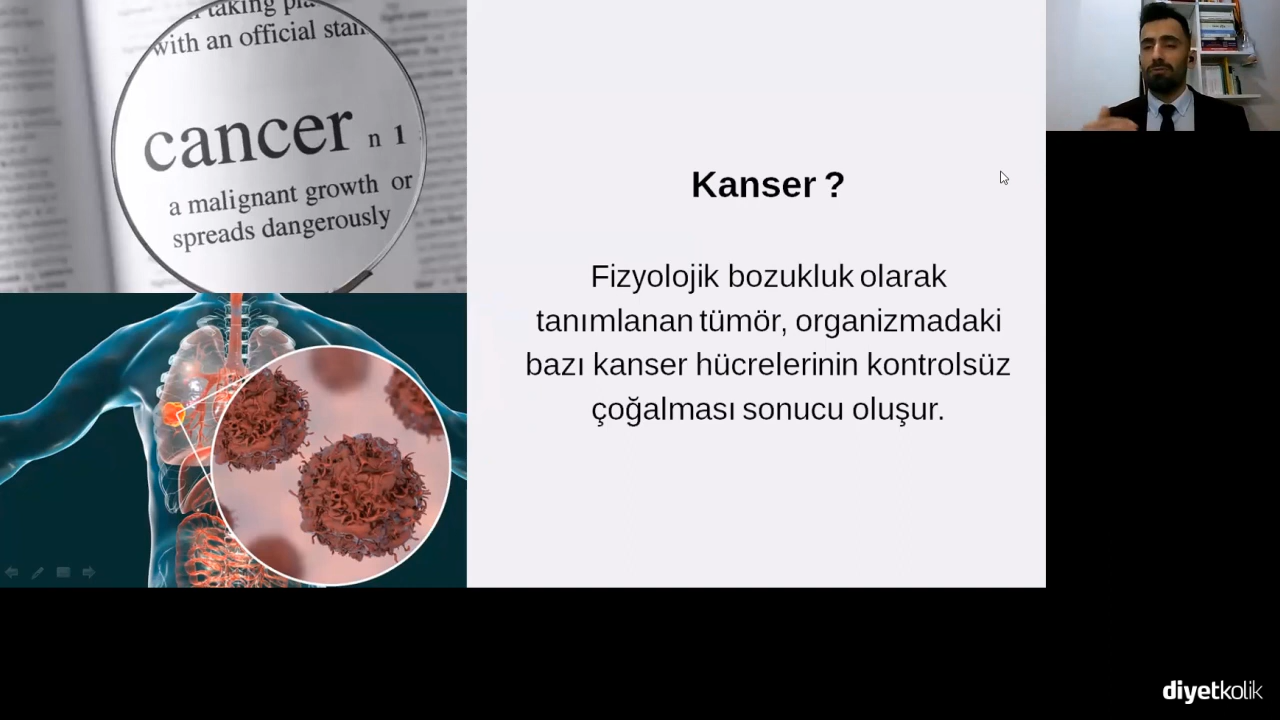 taking
with an official
cancer n 1
a malignant growth or
spreads dangerously
Kanser ?
Fizyolojik bozukluk olarak
tanımlanan tümör, organizmadaki
bazı kanser hücrelerinin kontrolsüz
çoğalması sonucu oluşur.
diyetkolik